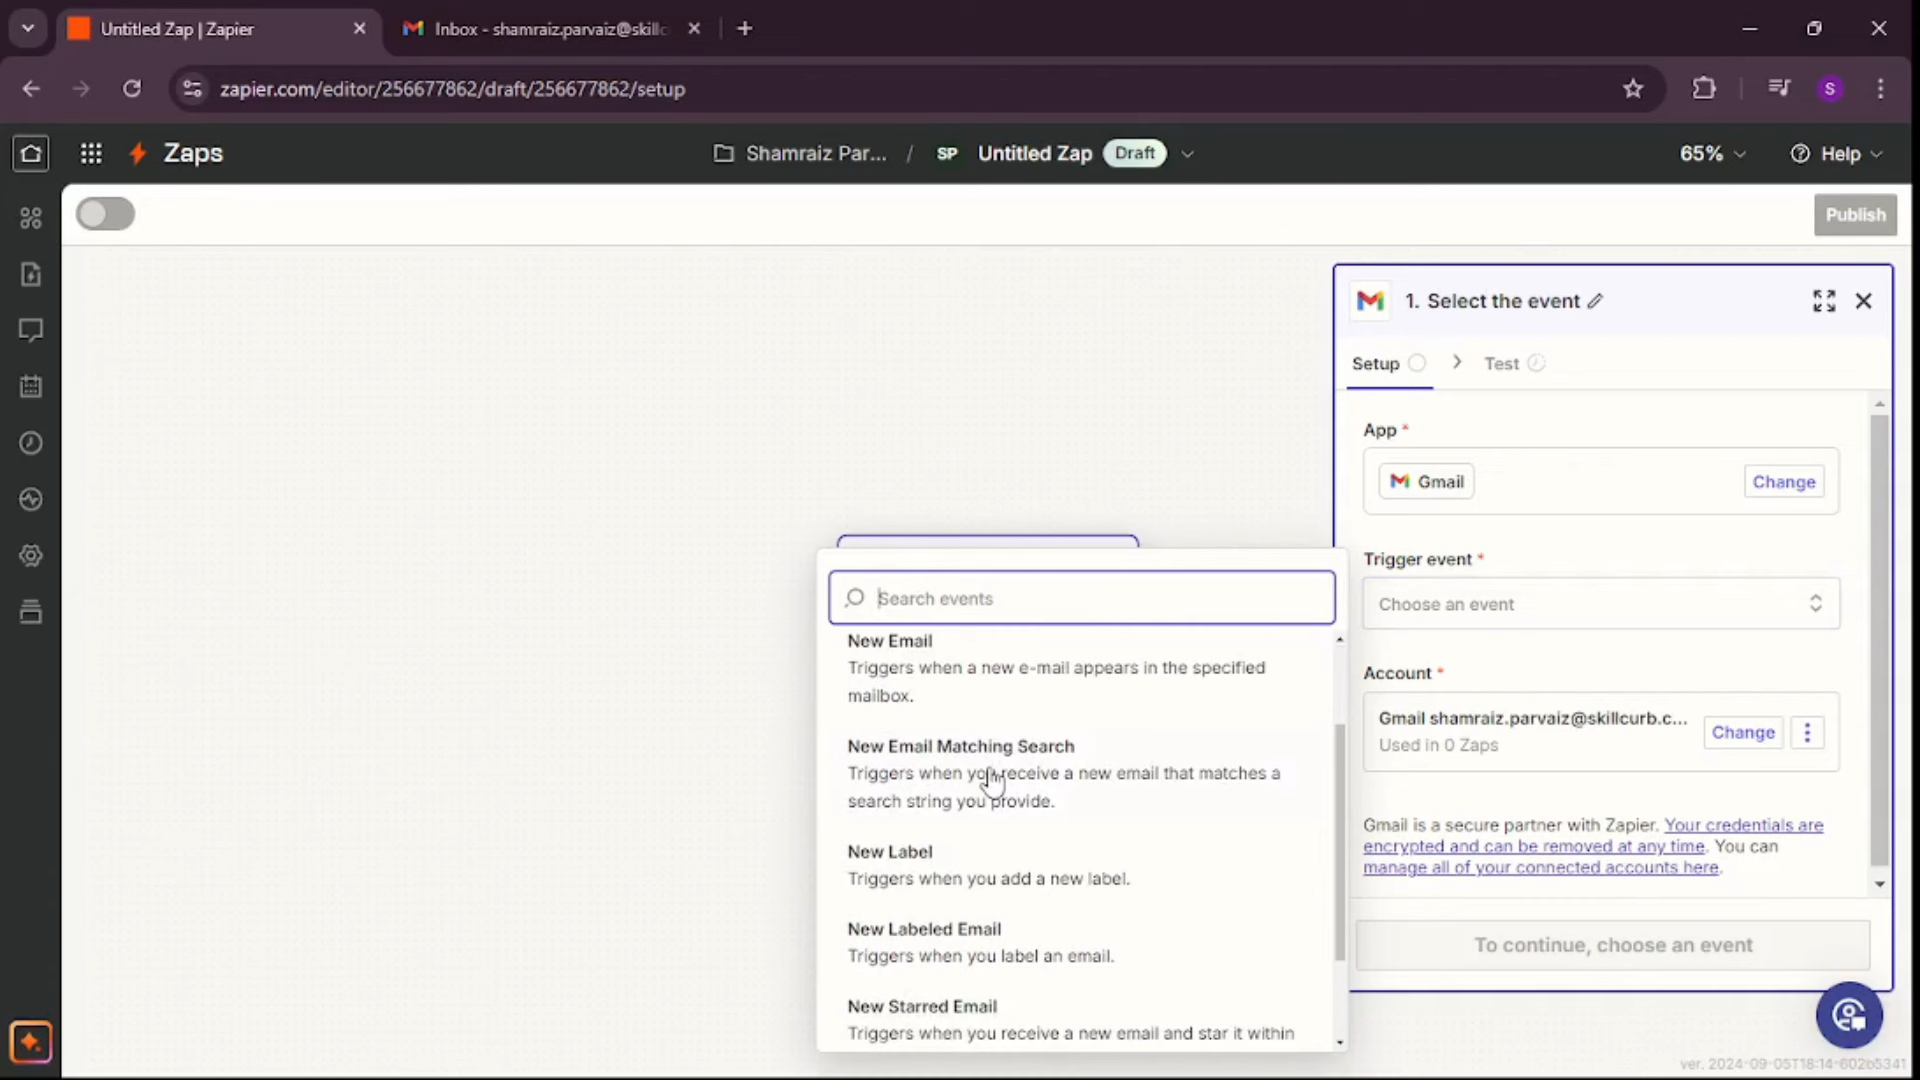 Untitled Zap | Zapier
Inbox - shamraiz.parvaiz@skillc
zapier.com/editor/256677862/draft/256677862/setup
S
Zaps
Shamraiz Par... / SP Untitled Zap Draft
65%
Help
Publish
1. Select the event
Setup
Test
App *
Gmail
Change
Trigger event *
Choose an event
Account *
Gmail shamraiz.parvaiz@skillcurb.c...
Used in 0 Zaps
Change
Gmail is a secure partner with Zapier. Your credentials are
encrypted and can be removed at any time. You can
manage all of your connected accounts here.
To continue, choose an event
Search events
New Email
Triggers when a new e-mail appears in the specified
mailbox.
New Email Matching Search
Triggers when you receive a new email that matches a
search string you provide.
New Label
Triggers when you add a new label.
New Labeled Email
Triggers when you label an email.
New Starred Email
Triggers when you receive a new email and star it within
ver. 2024-09-05T18:14-602b5341